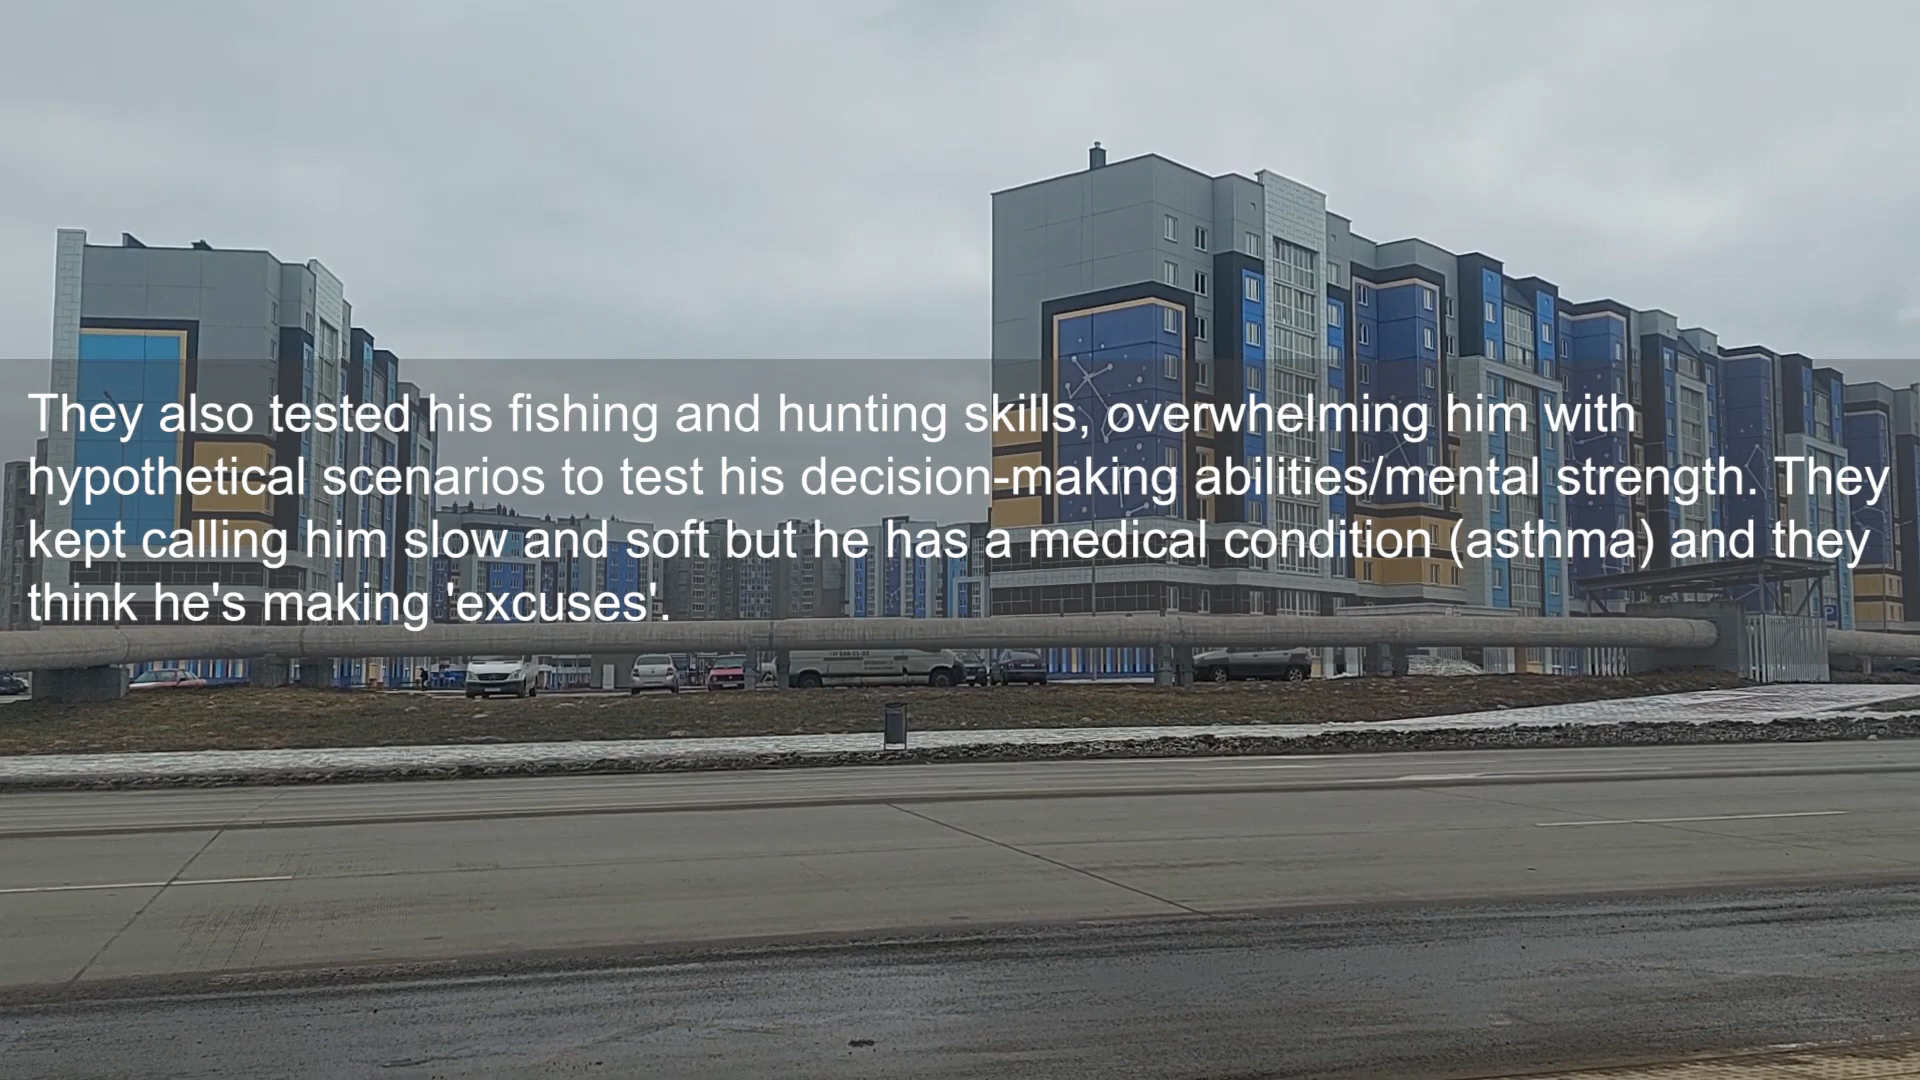 They also tested his fishing and hunting skills, overwhelming him with
hypothetical scenarios to test his decision-making abilities/mental strength. They
kept calling him slow and soft but he has a medical condition (asthma) and they
think he's making 'excuses'.